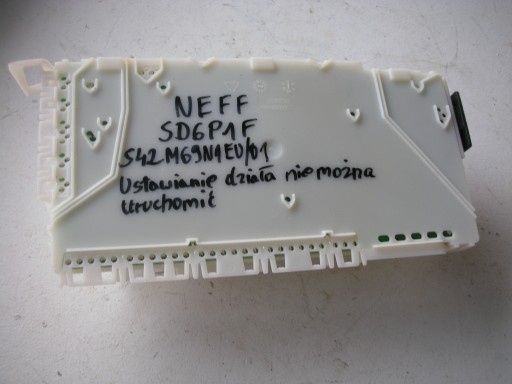 NEFF
SD6P1F
S42M69N1EU/01
Ustawianie działa nie można
uruchomić